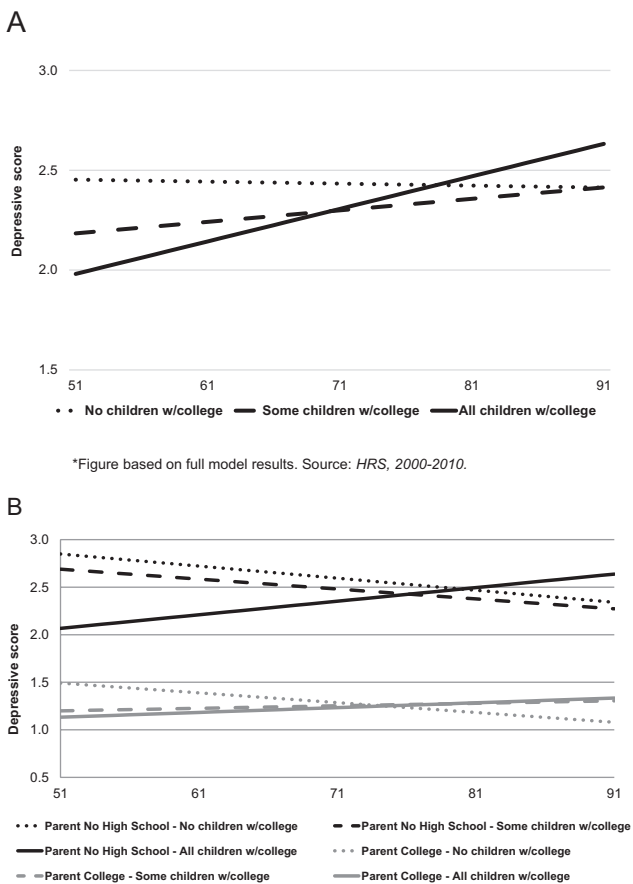 A
3.0
2.5
2.0
1.5
Depressive score
51 61 71 81 91
No children w/college Some children w/college All children w/college
*Figure based on full model results. Source: HRS, 2000-2010.
B
3.0
2.5
2.0
1.5
1.0
0.5
Depressive score
51 61 71 81 91
Parent No High School - No children w/college Parent No High School - Some children w/college
Parent No High School - All children w/college Parent College - No children w/college
Parent College - Some children w/college Parent College - All children w/college